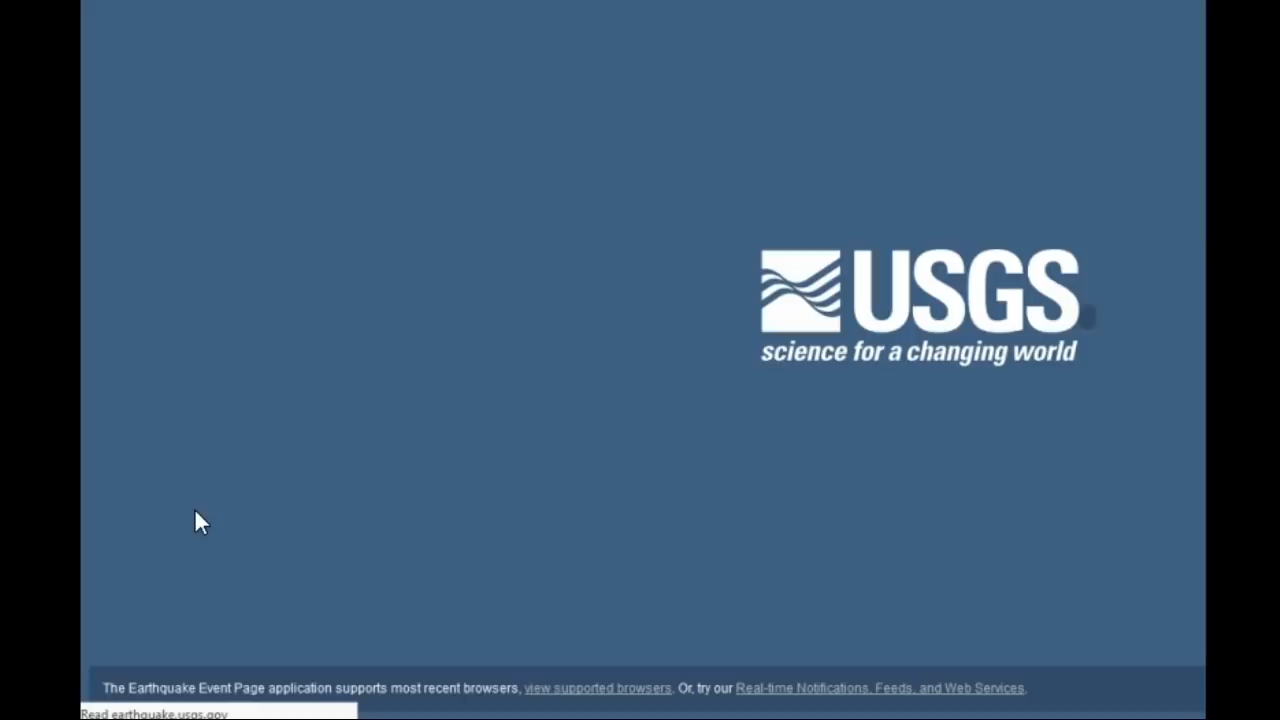 USGS
science for a changing world
The Earthquake Event Page application supports most recent browsers, view supported browsers. Or, try our Real-time Notifications, Feeds, and Web Services.
Read earthquake.usgs.gov